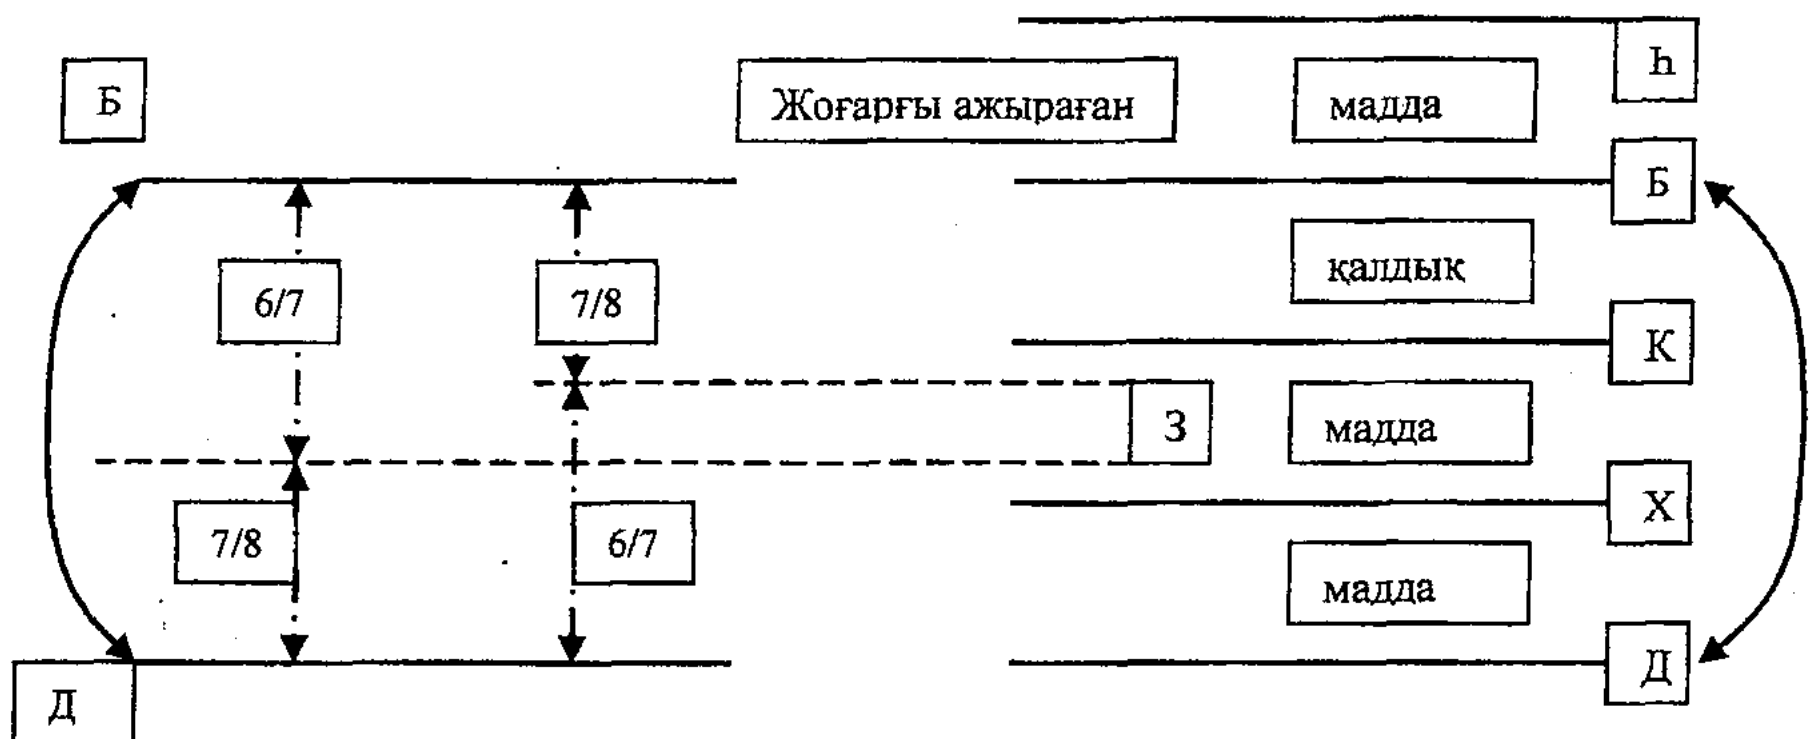 һ
Б
Жоғарғы ажыраған
мадда
Б
қалдық
6/7
7/8
К
З
мадда
Х
7/8
6/7
мадда
Д
Д